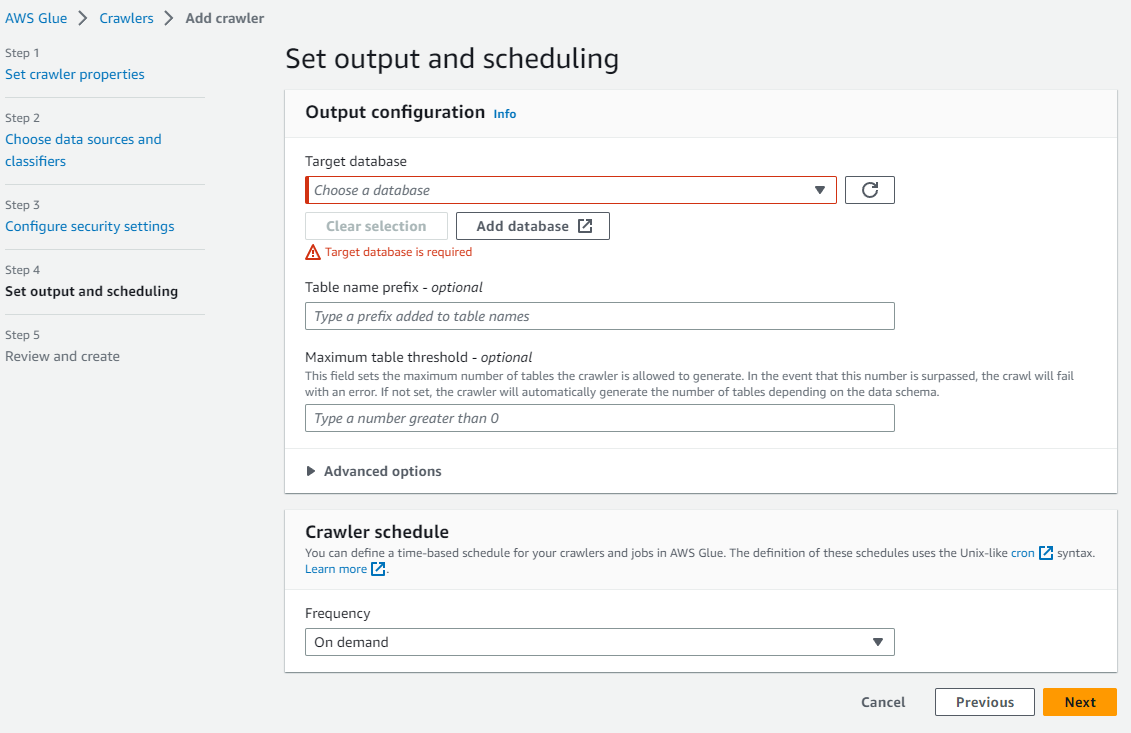 AWS Glue > Crawlers > Add crawler
Step 1
Set crawler properties
Step 2
Choose data sources and
classifiers
Step 3
Configure security settings
Step 4
Set output and scheduling
Step 5
Review and create
Set output and scheduling
Output configuration Info
Target database
Choose a database
Clear selection Add database
Target database is required
Table name prefix - optional
Type a prefix added to table names
Maximum table threshold - optional
This field sets the maximum number of tables the crawler is allowed to generate. In the event that this number is surpassed, the crawl will fail
with an error. If not set, the crawler will automatically generate the number of tables depending on the data schema.
Type a number greater than 0
Advanced options
Crawler schedule
You can define a time-based schedule for your crawlers and jobs in AWS Glue. The definition of these schedules uses the Unix-like cron syntax.
Learn more .
Frequency
On demand
Cancel Previous Next